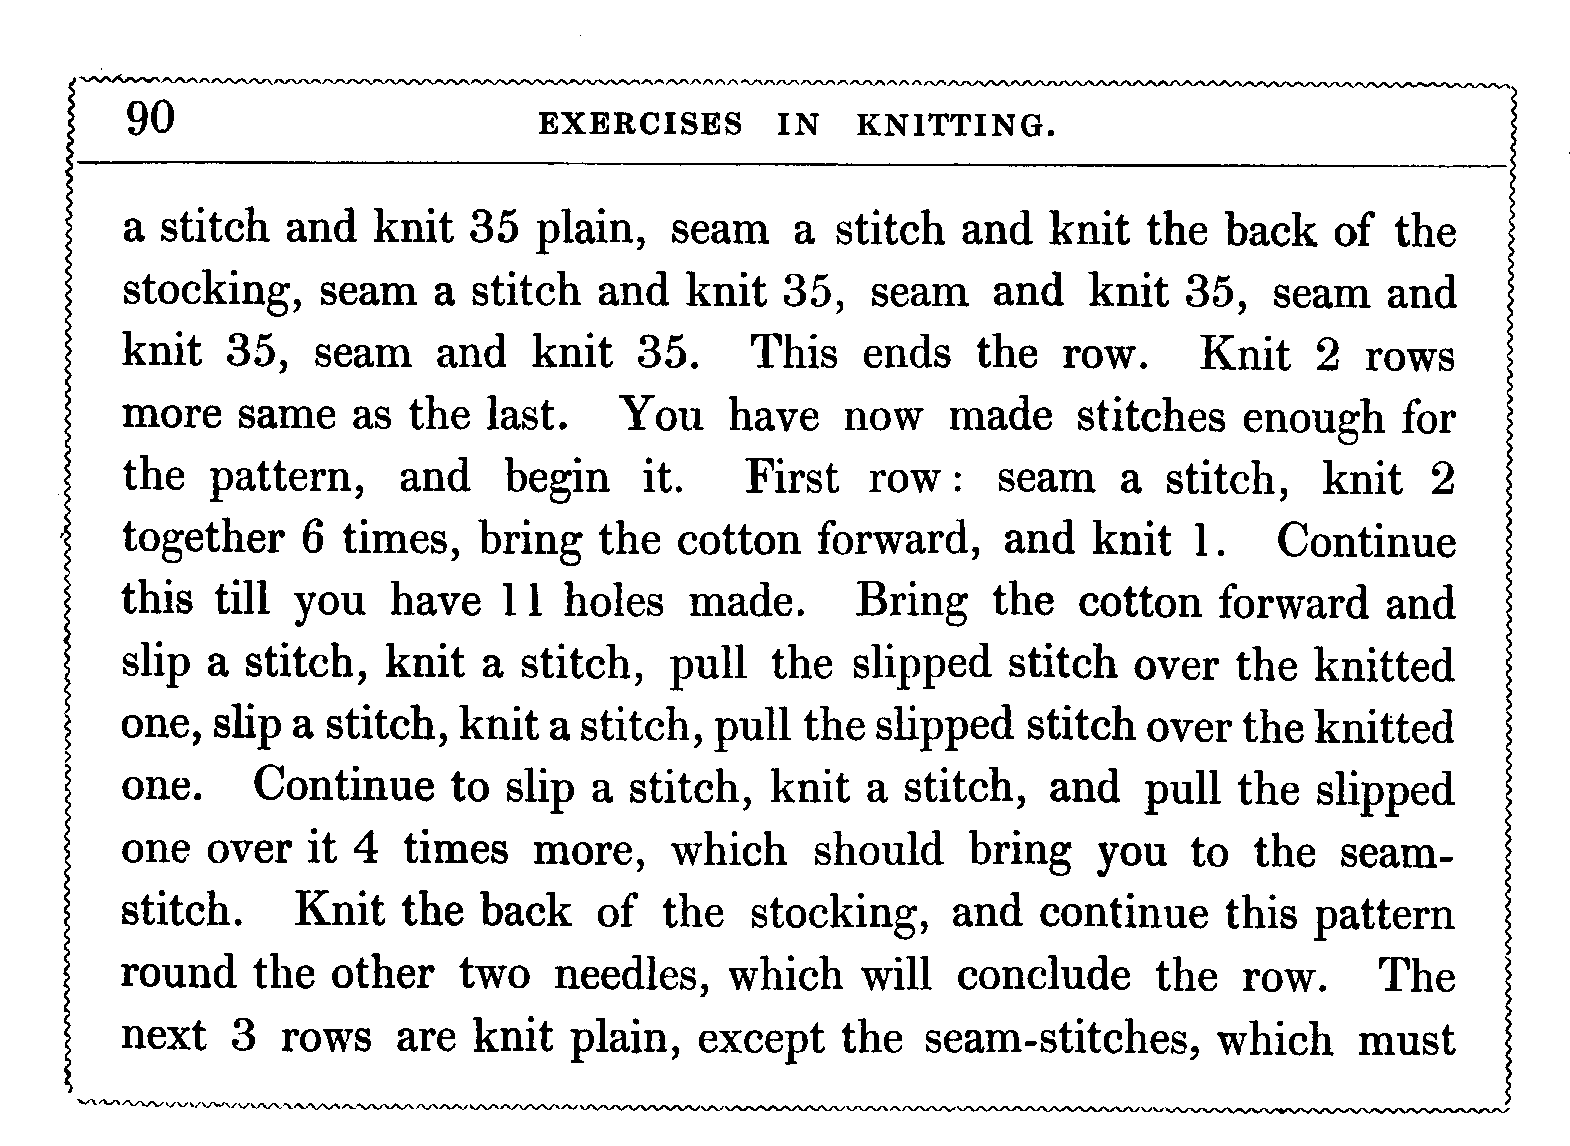 90 EXERCISES IN KNITTING.
a stitch and knit 35 plain, seam a stitch and knit the back of the
stocking, seam a stitch and knit 35, seam and knit 35, seam and
knit 35, seam and knit 35. This ends the row. Knit 2 rows
more same as the last. You have now made stitches enough for
the pattern, and begin it. First row: seam a stitch, knit 2
together 6 times, bring the cotton forward, and knit 1. Continue
this till you have 11 holes made. Bring the cotton forward and
slip a stitch, knit a stitch, pull the slipped stitch over the knitted
one, slip a stitch, knit a stitch, pull the slipped stitch over the knitted
one. Continue to slip a stitch, knit a stitch, and pull the slipped
one over it 4 times more, which should bring you to the seam-
stitch. Knit the back of the stocking, and continue this pattern
round the other two needles, which will conclude the row. The
next 3 rows are knit plain, except the seam-stitches, which must